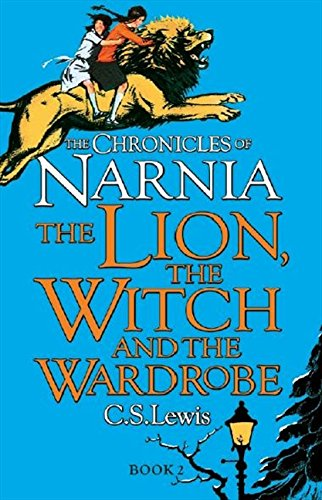 THE CHRONICLES OF
NARNIA
THE LION,
THE
WITCH
AND THE
WARDROBE
C.S.Lewis
BOOK 2